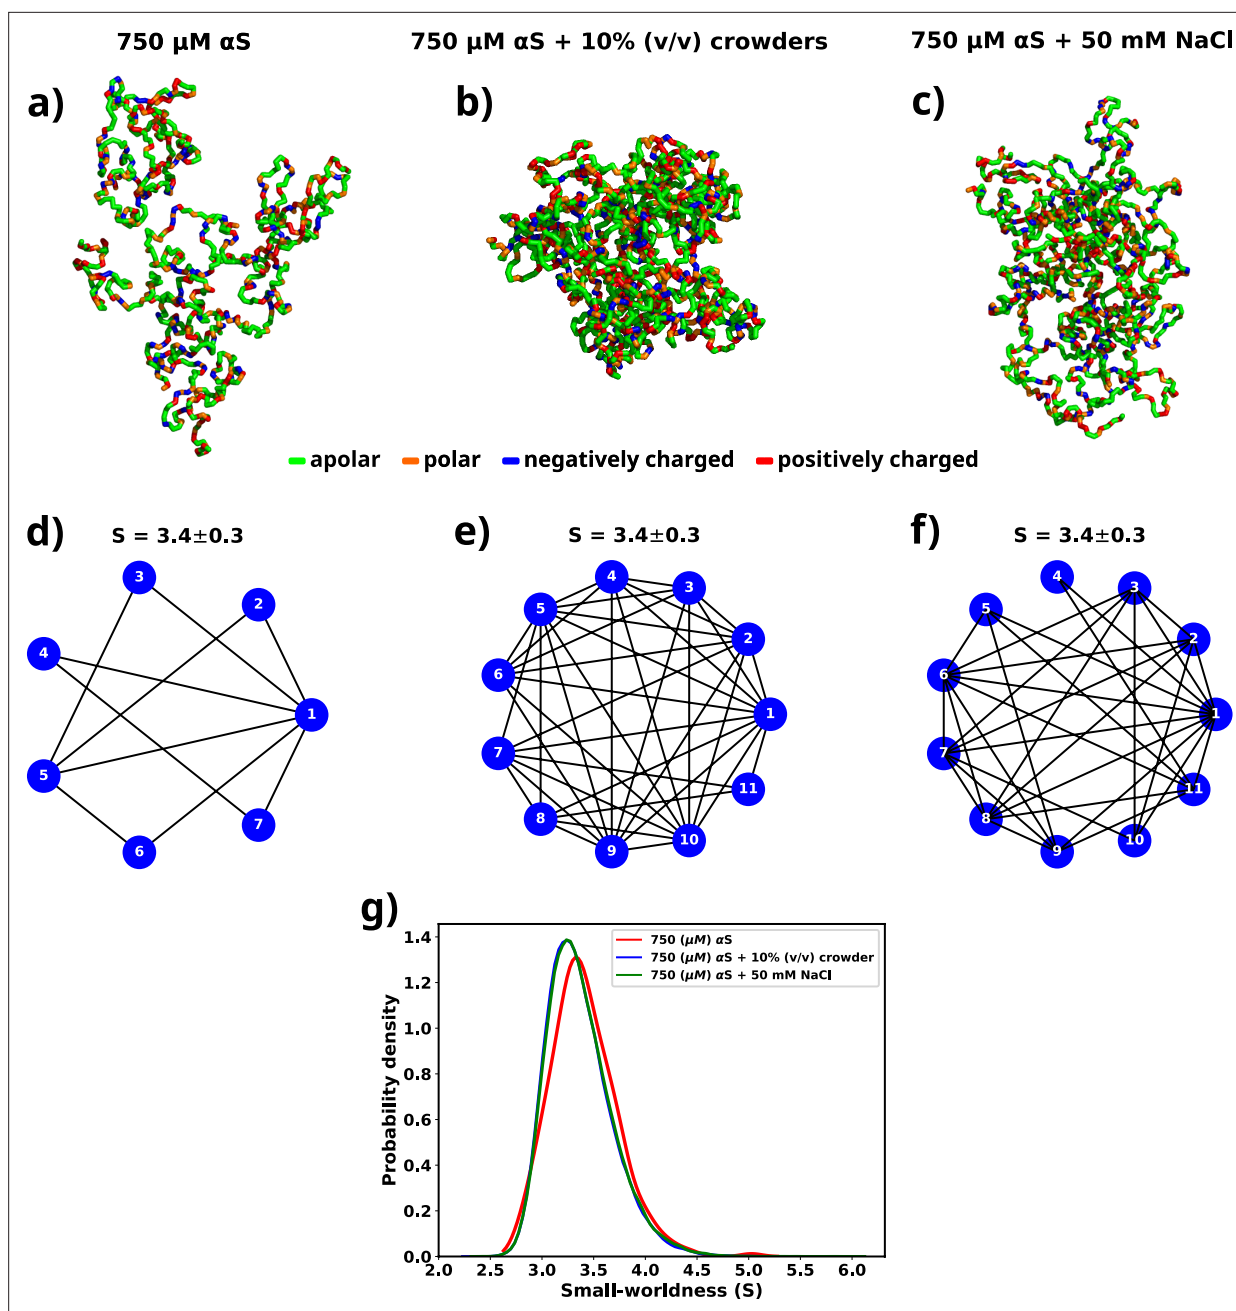 750 μM αS
750 μM αS + 10% (v/v) crowders
750 μM αS + 50 mM NaCl
a)
b)
c)
apolar polar negatively charged positively charged
d)
S = 3.4±0.3
e)
S = 3.4±0.3
f)
S = 3.4±0.3
3
2
4
1
5
7
6
4
3
5
2
6
1
7
11
8
10
9
4
3
5
2
6
1
7
11
8
10
9
g)
750 (μM) αS
750 (μM) αS + 10% (v/v) crowder
750 (μM) αS + 50 mM NaCl
Probability density
1.4
1.2
1.0
0.8
0.6
0.4
0.2
0.0
2.0 2.5 3.0 3.5 4.0 4.5 5.0 5.5 6.0
Small-worldness (S)